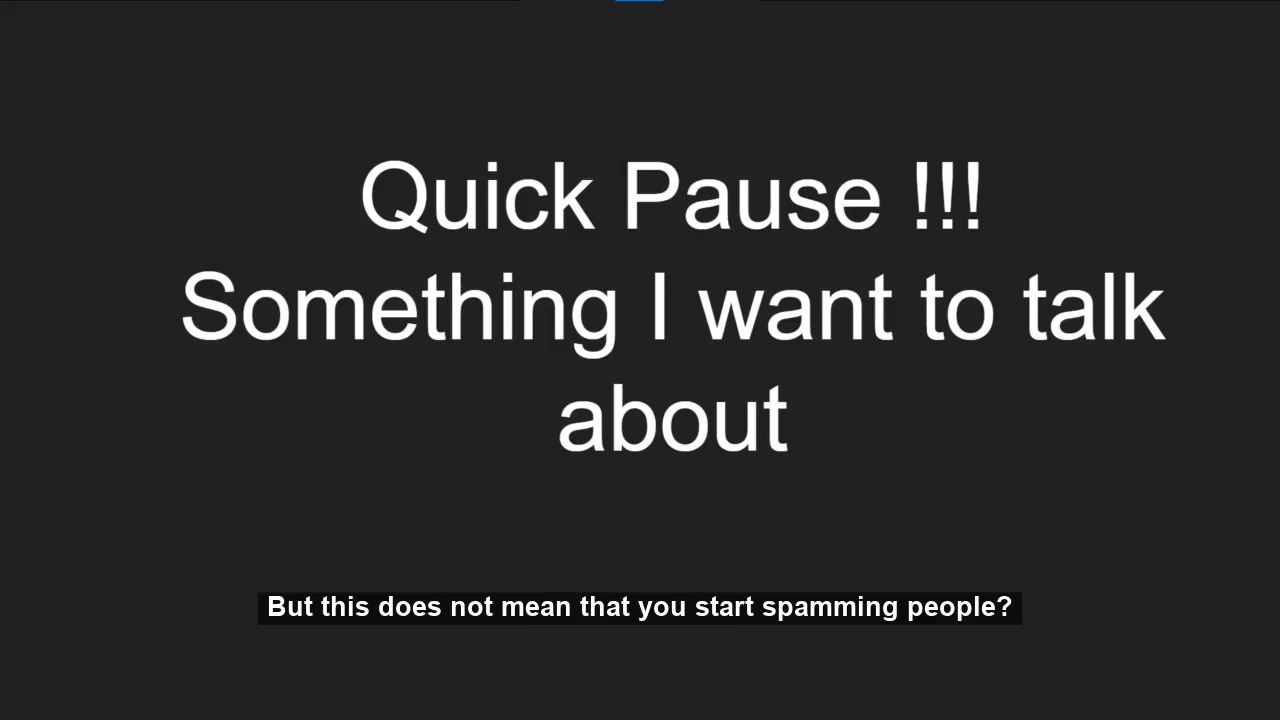 Quick Pause !!!
Something I want to talk
about
But this does not mean that you start spamming people?